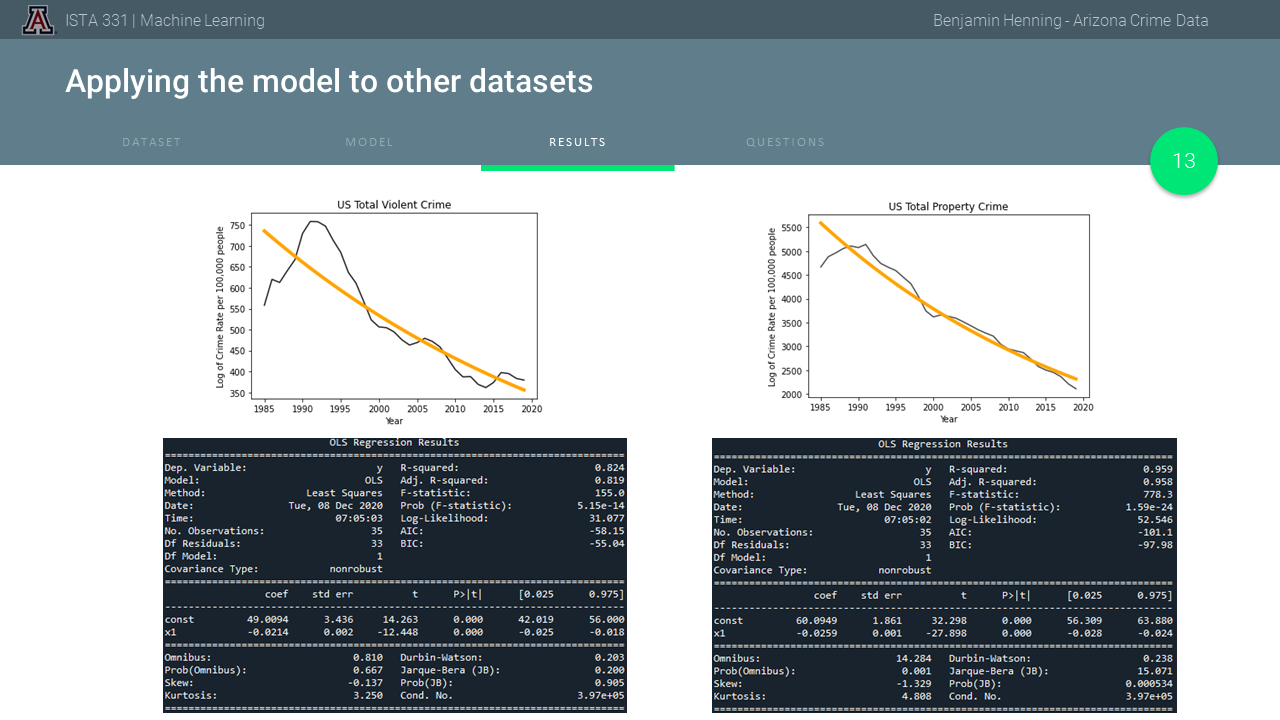 ISTA 331 | Machine Learning
Benjamin Henning - Arizona Crime Data
Applying the model to other datasets
DATASET MODEL RESULTS QUESTIONS
13
US Total Violent Crime
Log of Crime Rate per 100,000 people
750
700
650
600
550
500
450
400
350
1985 1990 1995 2000 2005 2010 2015 2020
Year
US Total Property Crime
Log of Crime Rate per 100,000 people
5500
5000
4500
4000
3500
3000
2500
2000
1985 1990 1995 2000 2005 2010 2015 2020
Year
OLS Regression Results
==============================================================================
Dep. Variable: y R-squared: 0.824
Model: OLS Adj. R-squared: 0.819
Method: Least Squares F-statistic: 155.0
Date: Tue, 08 Dec 2020 Prob (F-statistic): 5.15e-14
Time: 07:05:03 Log-Likelihood: 31.077
No. Observations: 35 AIC: -58.15
Df Residuals: 33 BIC: -55.04
Df Model: 1
Covariance Type: nonrobust
==============================================================================
coef std err t P>|t| [0.025 0.975]
------------------------------------------------------------------------------
const 49.0094 3.436 14.263 0.000 42.019 56.000
x1 -0.0214 0.002 -12.448 0.000 -0.025 -0.018
==============================================================================
Omnibus: 0.810 Durbin-Watson: 0.203
Prob(Omnibus): 0.667 Jarque-Bera (JB): 0.200
Skew: -0.137 Prob(JB): 0.905
Kurtosis: 3.250 Cond. No. 3.97e+05
==============================================================================
OLS Regression Results
==============================================================================
Dep. Variable: y R-squared: 0.959
Model: OLS Adj. R-squared: 0.958
Method: Least Squares F-statistic: 778.3
Date: Tue, 08 Dec 2020 Prob (F-statistic): 1.59e-24
Time: 07:05:02 Log-Likelihood: 52.546
No. Observations: 35 AIC: -101.1
Df Residuals: 33 BIC: -97.98
Df Model: 1
Covariance Type: nonrobust
==============================================================================
coef std err t P>|t| [0.025 0.975]
------------------------------------------------------------------------------
const 60.0949 1.861 32.298 0.000 56.309 63.880
x1 -0.0259 0.001 -27.898 0.000 -0.028 -0.024
==============================================================================
Omnibus: 14.284 Durbin-Watson: 0.238
Prob(Omnibus): 0.001 Jarque-Bera (JB): 15.071
Skew: -1.329 Prob(JB): 0.000534
Kurtosis: 4.808 Cond. No. 3.97e+05
==============================================================================